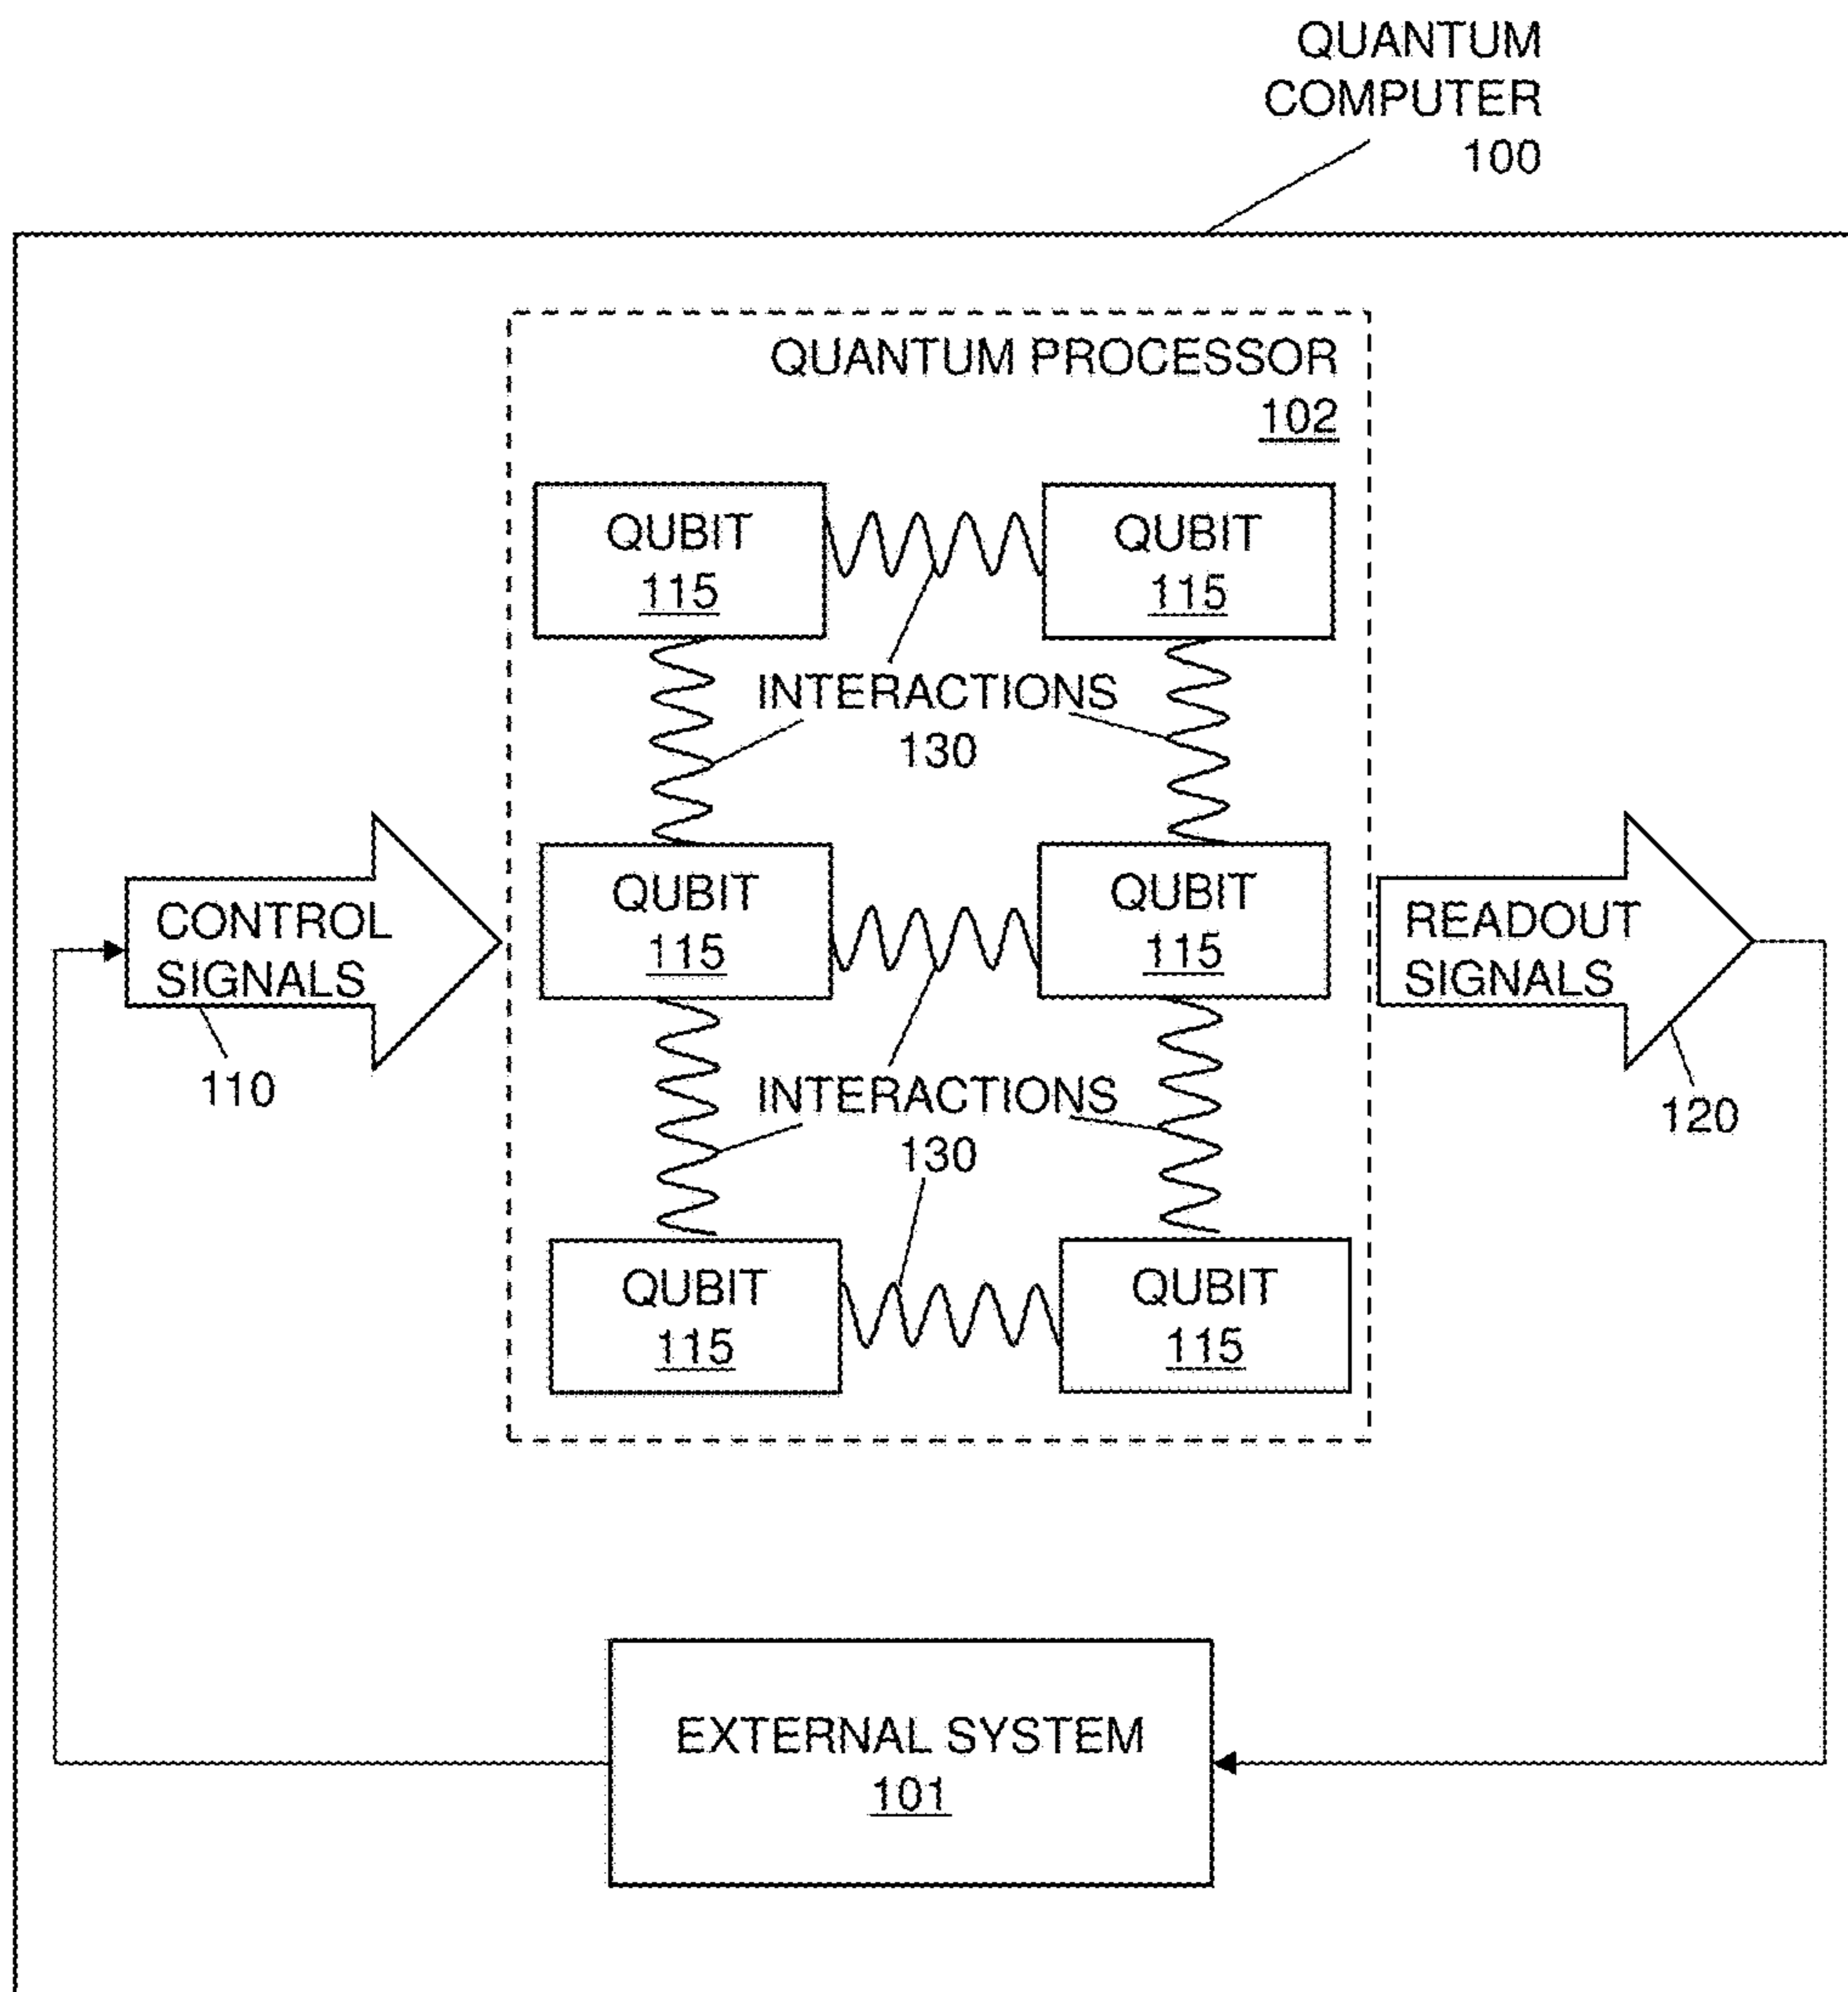 QUANTUM
COMPUTER
100
QUANTUM PROCESSOR
102
QUBIT
115
QUBIT
115
INTERACTIONS
130
CONTROL
SIGNALS
110
QUBIT
115
QUBIT
115
READOUT
SIGNALS
120
INTERACTIONS
130
QUBIT
115
QUBIT
115
EXTERNAL SYSTEM
101